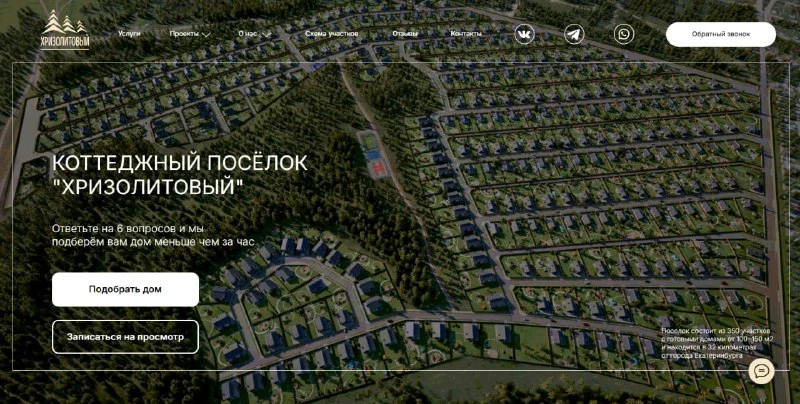 ХРИЗОЛИТОВЫЙ
Услуги
Проекты
О нас
Схема участков
Отзывы
Контакты
Обратный звонок
КОТТЕДЖНЫЙ ПОСЁЛОК
"ХРИЗОЛИТОВЫЙ"
Ответьте на 6 вопросов и мы
подберём вам дом меньше чем за час
Подобрать дом
Записаться на просмотр
Поселок состоит из 350 участков
с готовыми домами от 100-150 м2
и находится в 32 километрах
от города Екатеринбурга